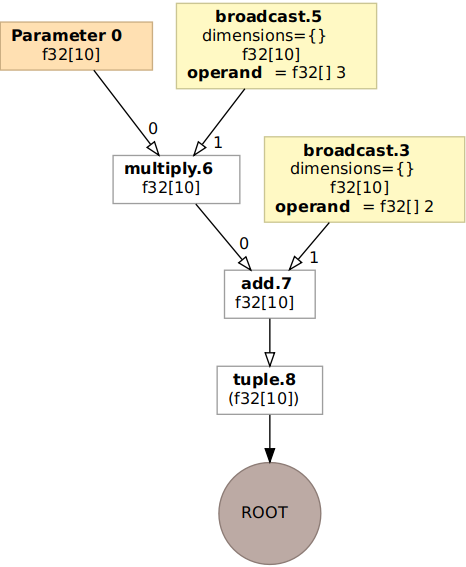 Parameter 0
f32[10]
broadcast.5
dimensions={}
f32[10]
operand = f32[] 3
0
1
multiply.6
f32[10]
broadcast.3
dimensions={}
f32[10]
operand = f32[] 2
0
1
add.7
f32[10]
tuple.8
(f32[10])
ROOT